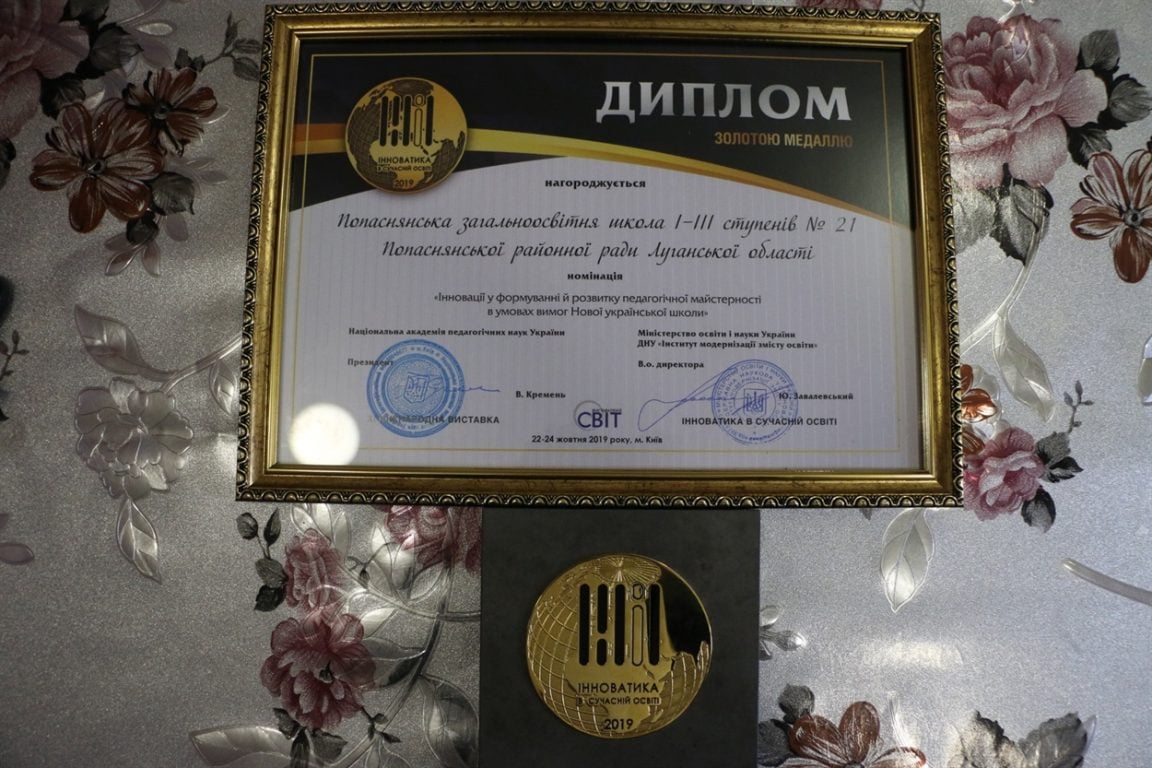 ДИПЛОМ
ЗОЛОТОЮ МЕДАЛЛЮ
ІННОВАТИКА
В СУЧАСНІЙ ОСВІТІ
2019
нагороджується
Попаснянська загальноосвітня школа І-ІІІ ступенів № 21
Попаснянської районної ради Луганської області
номінація
«Інновації у формуванні й розвитку педагогічної майстерності
в умовах вимог Нової української школи»
Національна академія педагогічних наук України
Президент
В. Кремень
Міністерство освіти і науки України
ДНУ «Інститут модернізації змісту освіти»
В.о. директора
Ю. Завалевський
ВИСТАВКА
СВІТ
ІННОВАТИКА В СУЧАСНІЙ ОСВІТІ
22-24 жовтня 2019 року, м. Київ
ІННОВАТИКА
В СУЧАСНІЙ ОСВІТІ
2019